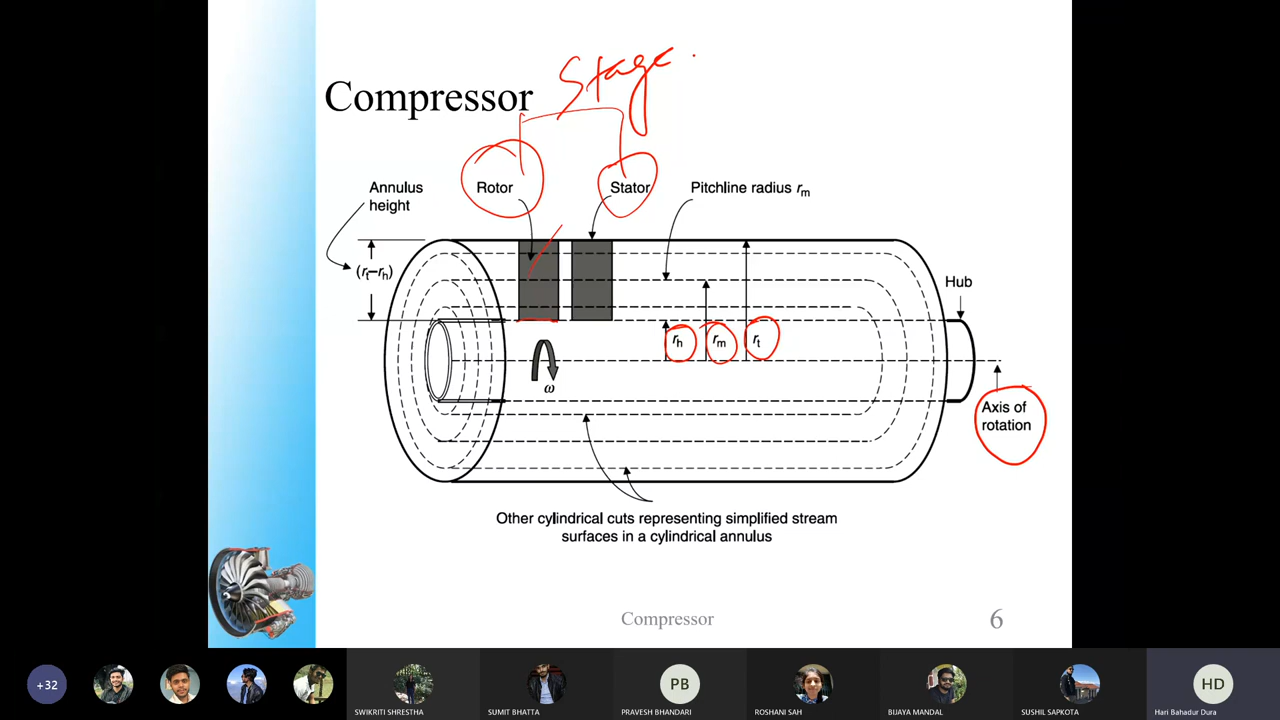 Stage
Compressor
Rotor
Stator
Pitchline radius rm
Annulus
height
(rt–rh)
Hub
rh
rm
rt
ω
Axis of
rotation
Other cylindrical cuts representing simplified stream
surfaces in a cylindrical annulus
Compressor
6
+32
SWIKRITI SHRESTHA
SUMIT BHATTA
PB
PRAVESH BHANDARI
ROSHANI SAH
BIJAYA MANDAL
SUSHIL SAPKOTA
HD
Hari Bahadur Dura